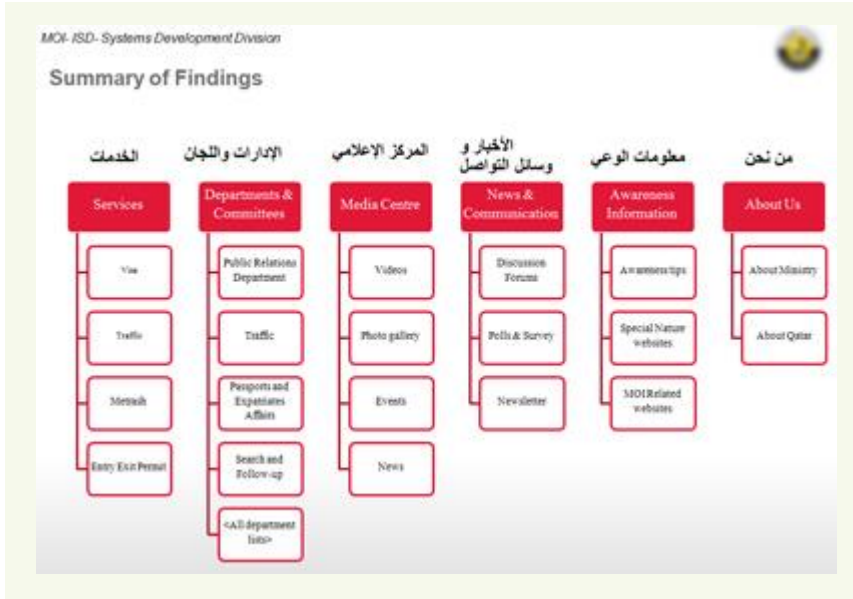 MOI- ISD- Systems Development Division
Summary of Findings
الخدمات
الإدارات واللجان
المركز الإعلامي
الأخبار و
وسائل التواصل
معلومات الوعي
من نحن
Services
Departments &
Committees
Media Centre
News &
Communication
Awareness
Information
About Us
Visa
Traffic
Metrash
Entry Exit Permit
Public Relations
Department
Traffic
Passports and
Expatriates
Affairs
Search and
Follow-up
<All department
lists>
Videos
Photo gallery
Events
News
Discussion
Forums
Polls & Survey
Newsletter
Awareness tips
Special Nature
websites
MOI Related
websites
About Ministry
About Qatar